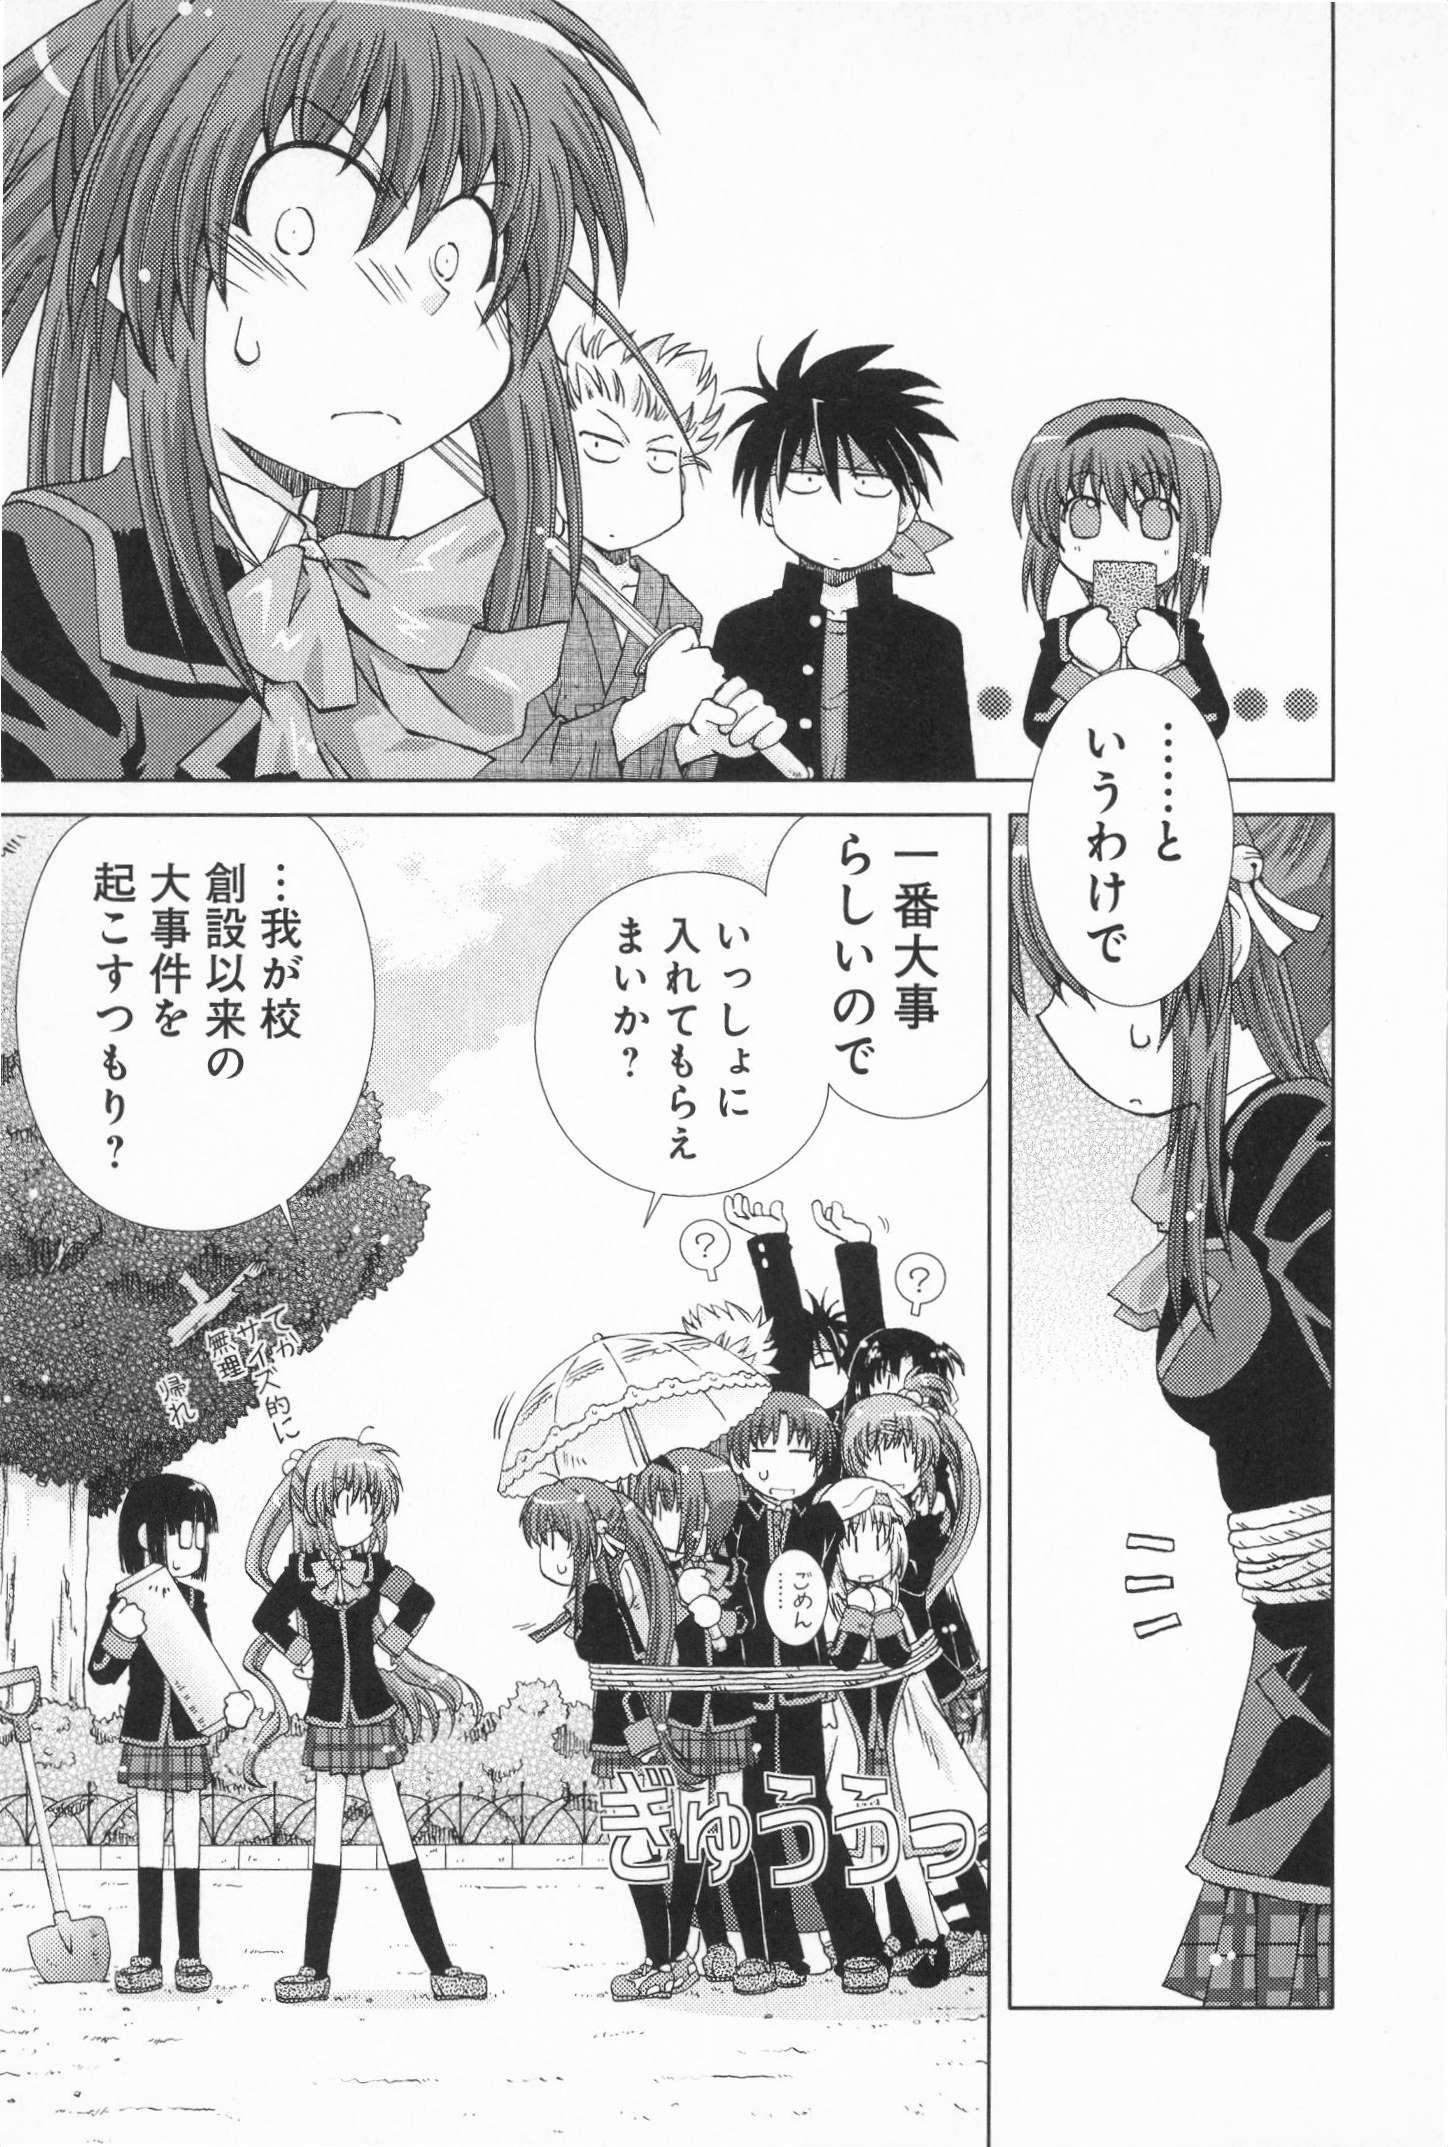 ………と
いうわけで
一番大事
らしいので
いっしょに
入れてもらえ
まいか?
…我が校
創設以来の
大事件を
起こすつもり?
?
?
てか
サイズ的に
無理
帰れ
ごめん
……
ぎゅううっ